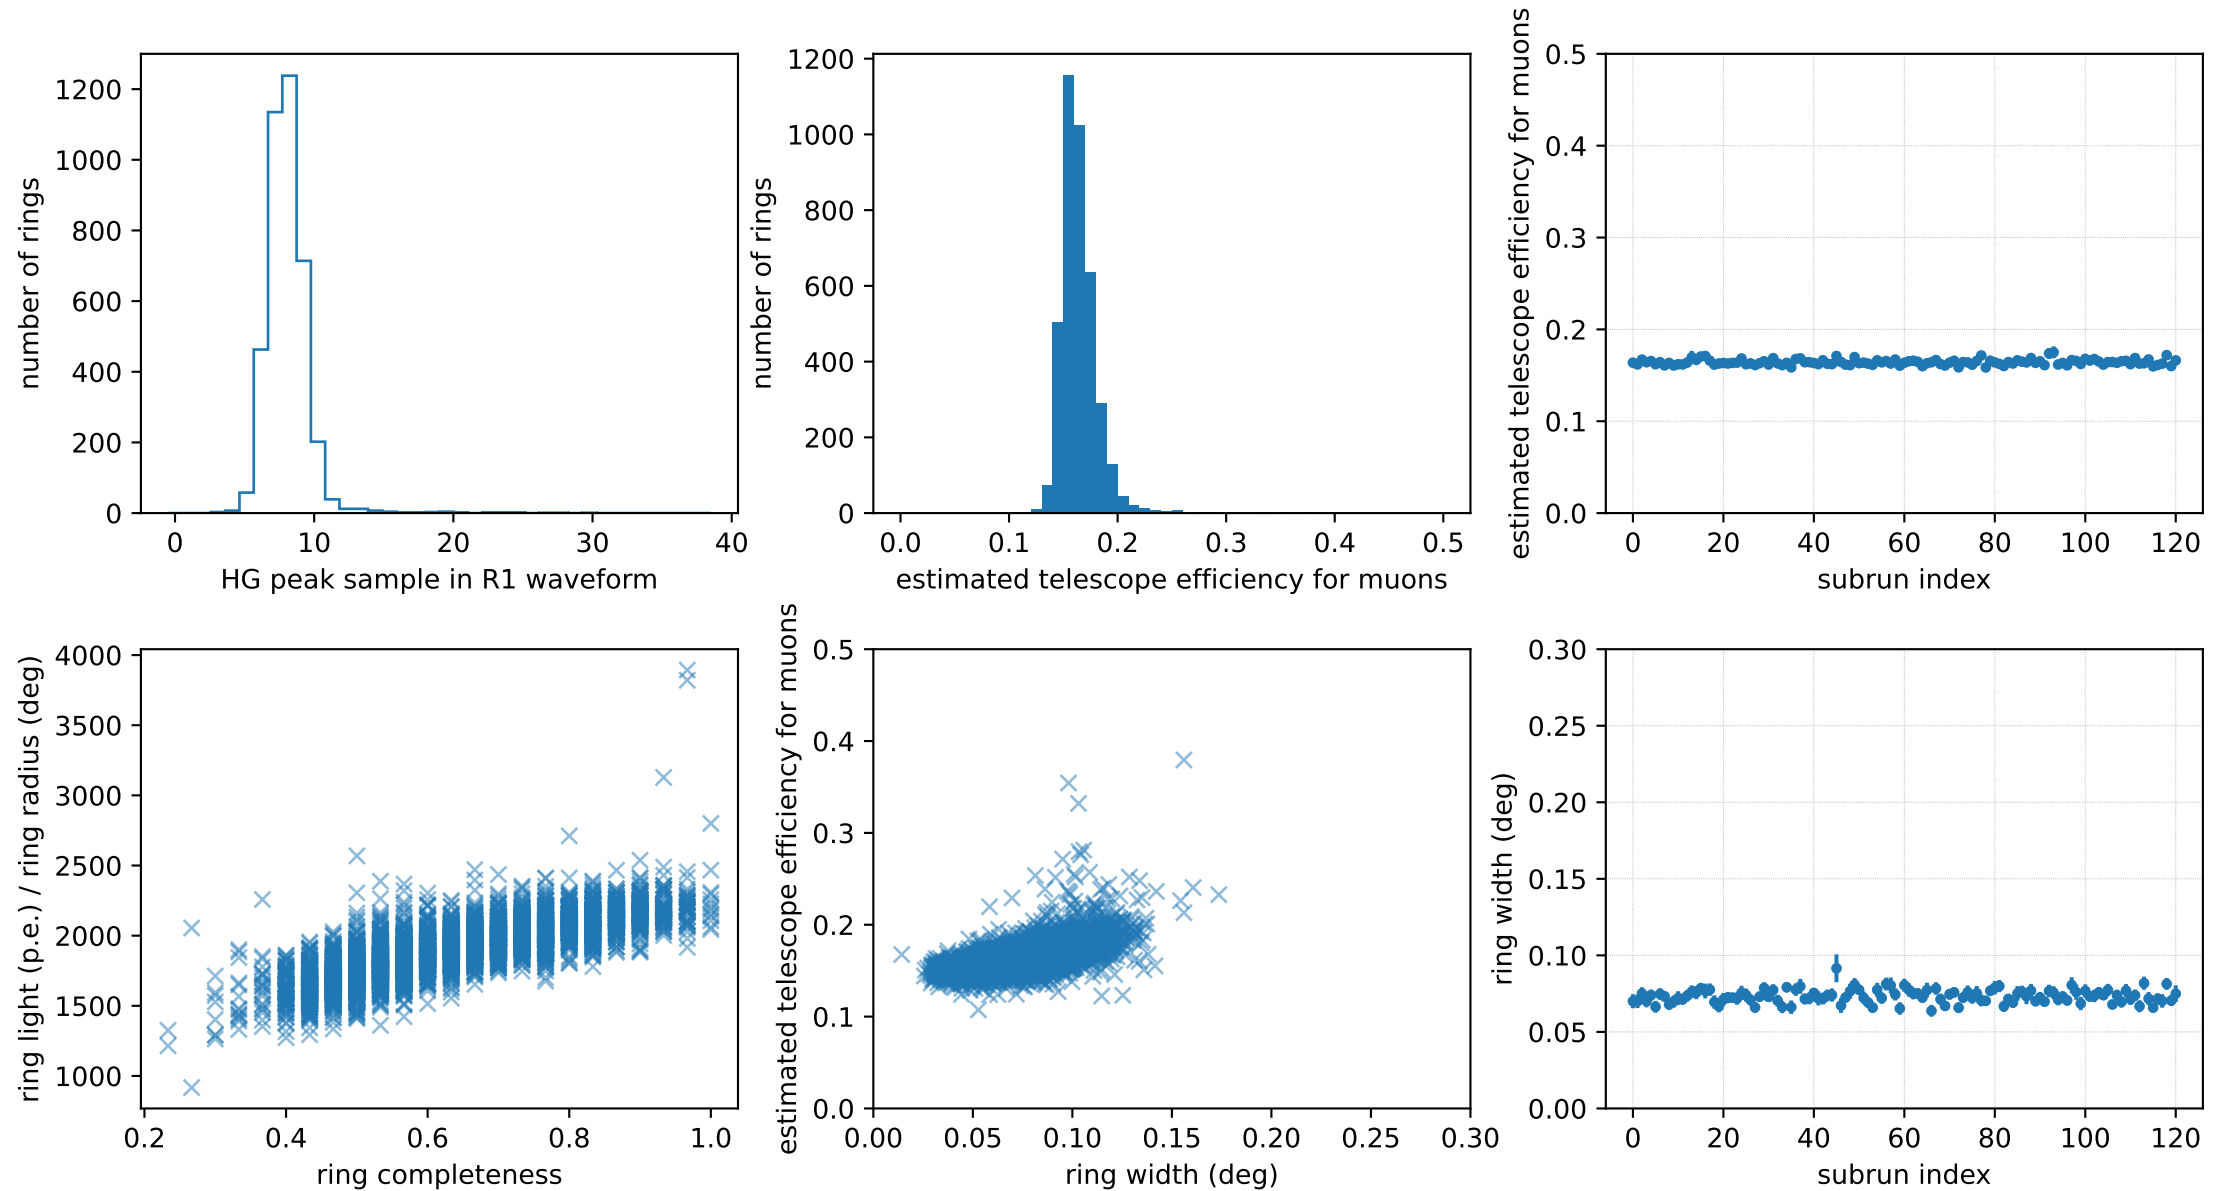 number of rings
1200
1000
800
600
400
200
0
0 10 20 30 40
HG peak sample in R1 waveform
number of rings
1200
1000
800
600
400
200
0
0.0 0.1 0.2 0.3 0.4 0.5
estimated telescope efficiency for muons
estimated telescope efficiency for muons
0.5
0.4
0.3
0.2
0.1
0.0
0 20 40 60 80 100 120
subrun index
ring light (p.e.) / ring radius (deg)
4000
3500
3000
2500
2000
1500
1000
0.2 0.4 0.6 0.8 1.0
ring completeness
estimated telescope efficiency for muons
0.5
0.4
0.3
0.2
0.1
0.0
0.00 0.05 0.10 0.15 0.20 0.25 0.30
ring width (deg)
ring width (deg)
0.30
0.25
0.20
0.15
0.10
0.05
0.00
0 20 40 60 80 100 120
subrun index